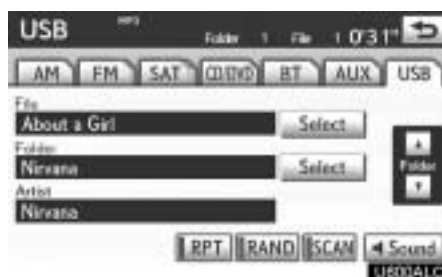 USB MP3 Folder 1 File 1 0'31"
AM FM SAT CD/DVD BT AUX USB
File
About a Girl Select
Folder
Nirvana Select Folder
Artist
Nirvana
RPT RAND SCAN Sound
U800ALC